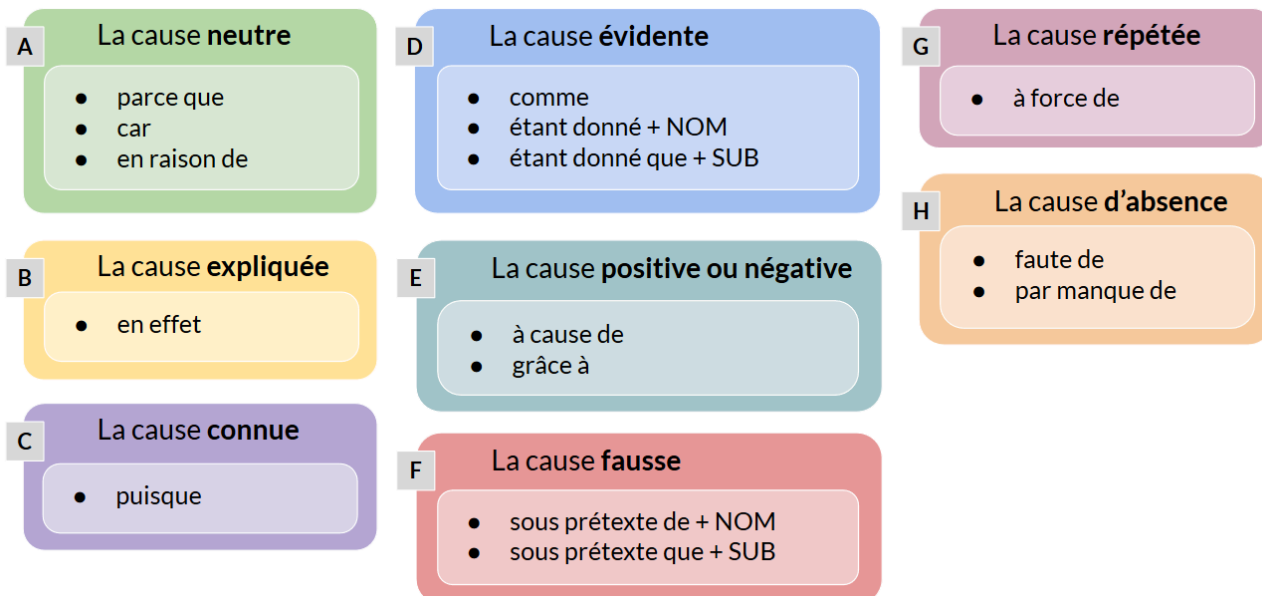 A
La cause neutre
● parce que
● car
● en raison de
B
La cause expliquée
● en effet
C
La cause connue
● puisque
D
La cause évidente
● comme
● étant donné + NOM
● étant donné que + SUB
E
La cause positive ou négative
● à cause de
● grâce à
F
La cause fausse
● sous prétexte de + NOM
● sous prétexte que + SUB
G
La cause répétée
● à force de
H
La cause d’absence
● faute de
● par manque de